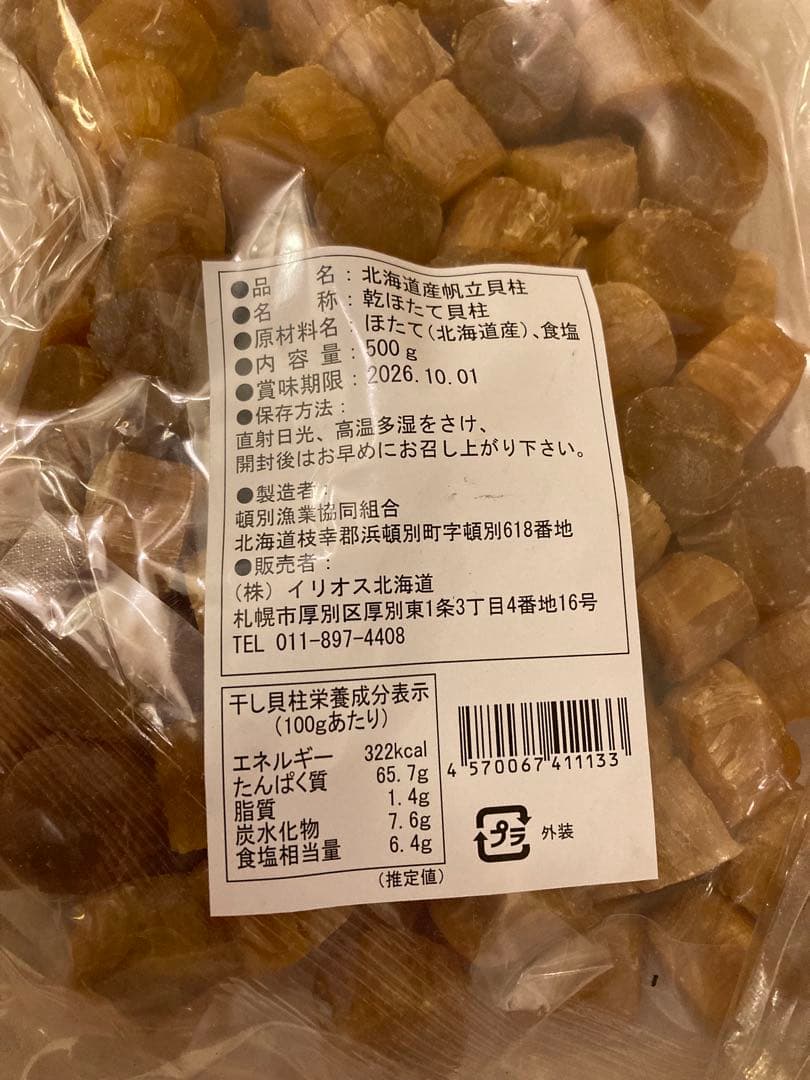 ●品　　名：北海道産帆立貝柱
●名　　称：乾ほたて貝柱
●原材料名：ほたて(北海道産)、食塩
●内 容 量：500ｇ
●賞味期限：2026.10.01
●保存方法：
直射日光、高温多湿をさけ、
開封後はお早めにお召し上がり下さい。
●製造者：
頓別漁業協同組合
北海道枝幸郡浜頓別町字頓別618番地
●販売者：
（株）イリオス北海道
札幌市厚別区厚別東1条3丁目4番地16号
TEL 011-897-4408
干し貝柱栄養成分表示
（100gあたり）
エネルギー 322kcal
たんぱく質 65.7g
脂質 1.4g
炭水化物 7.6g
食塩相当量 6.4g
（推定値）
4 570067 411133
プラ 外装